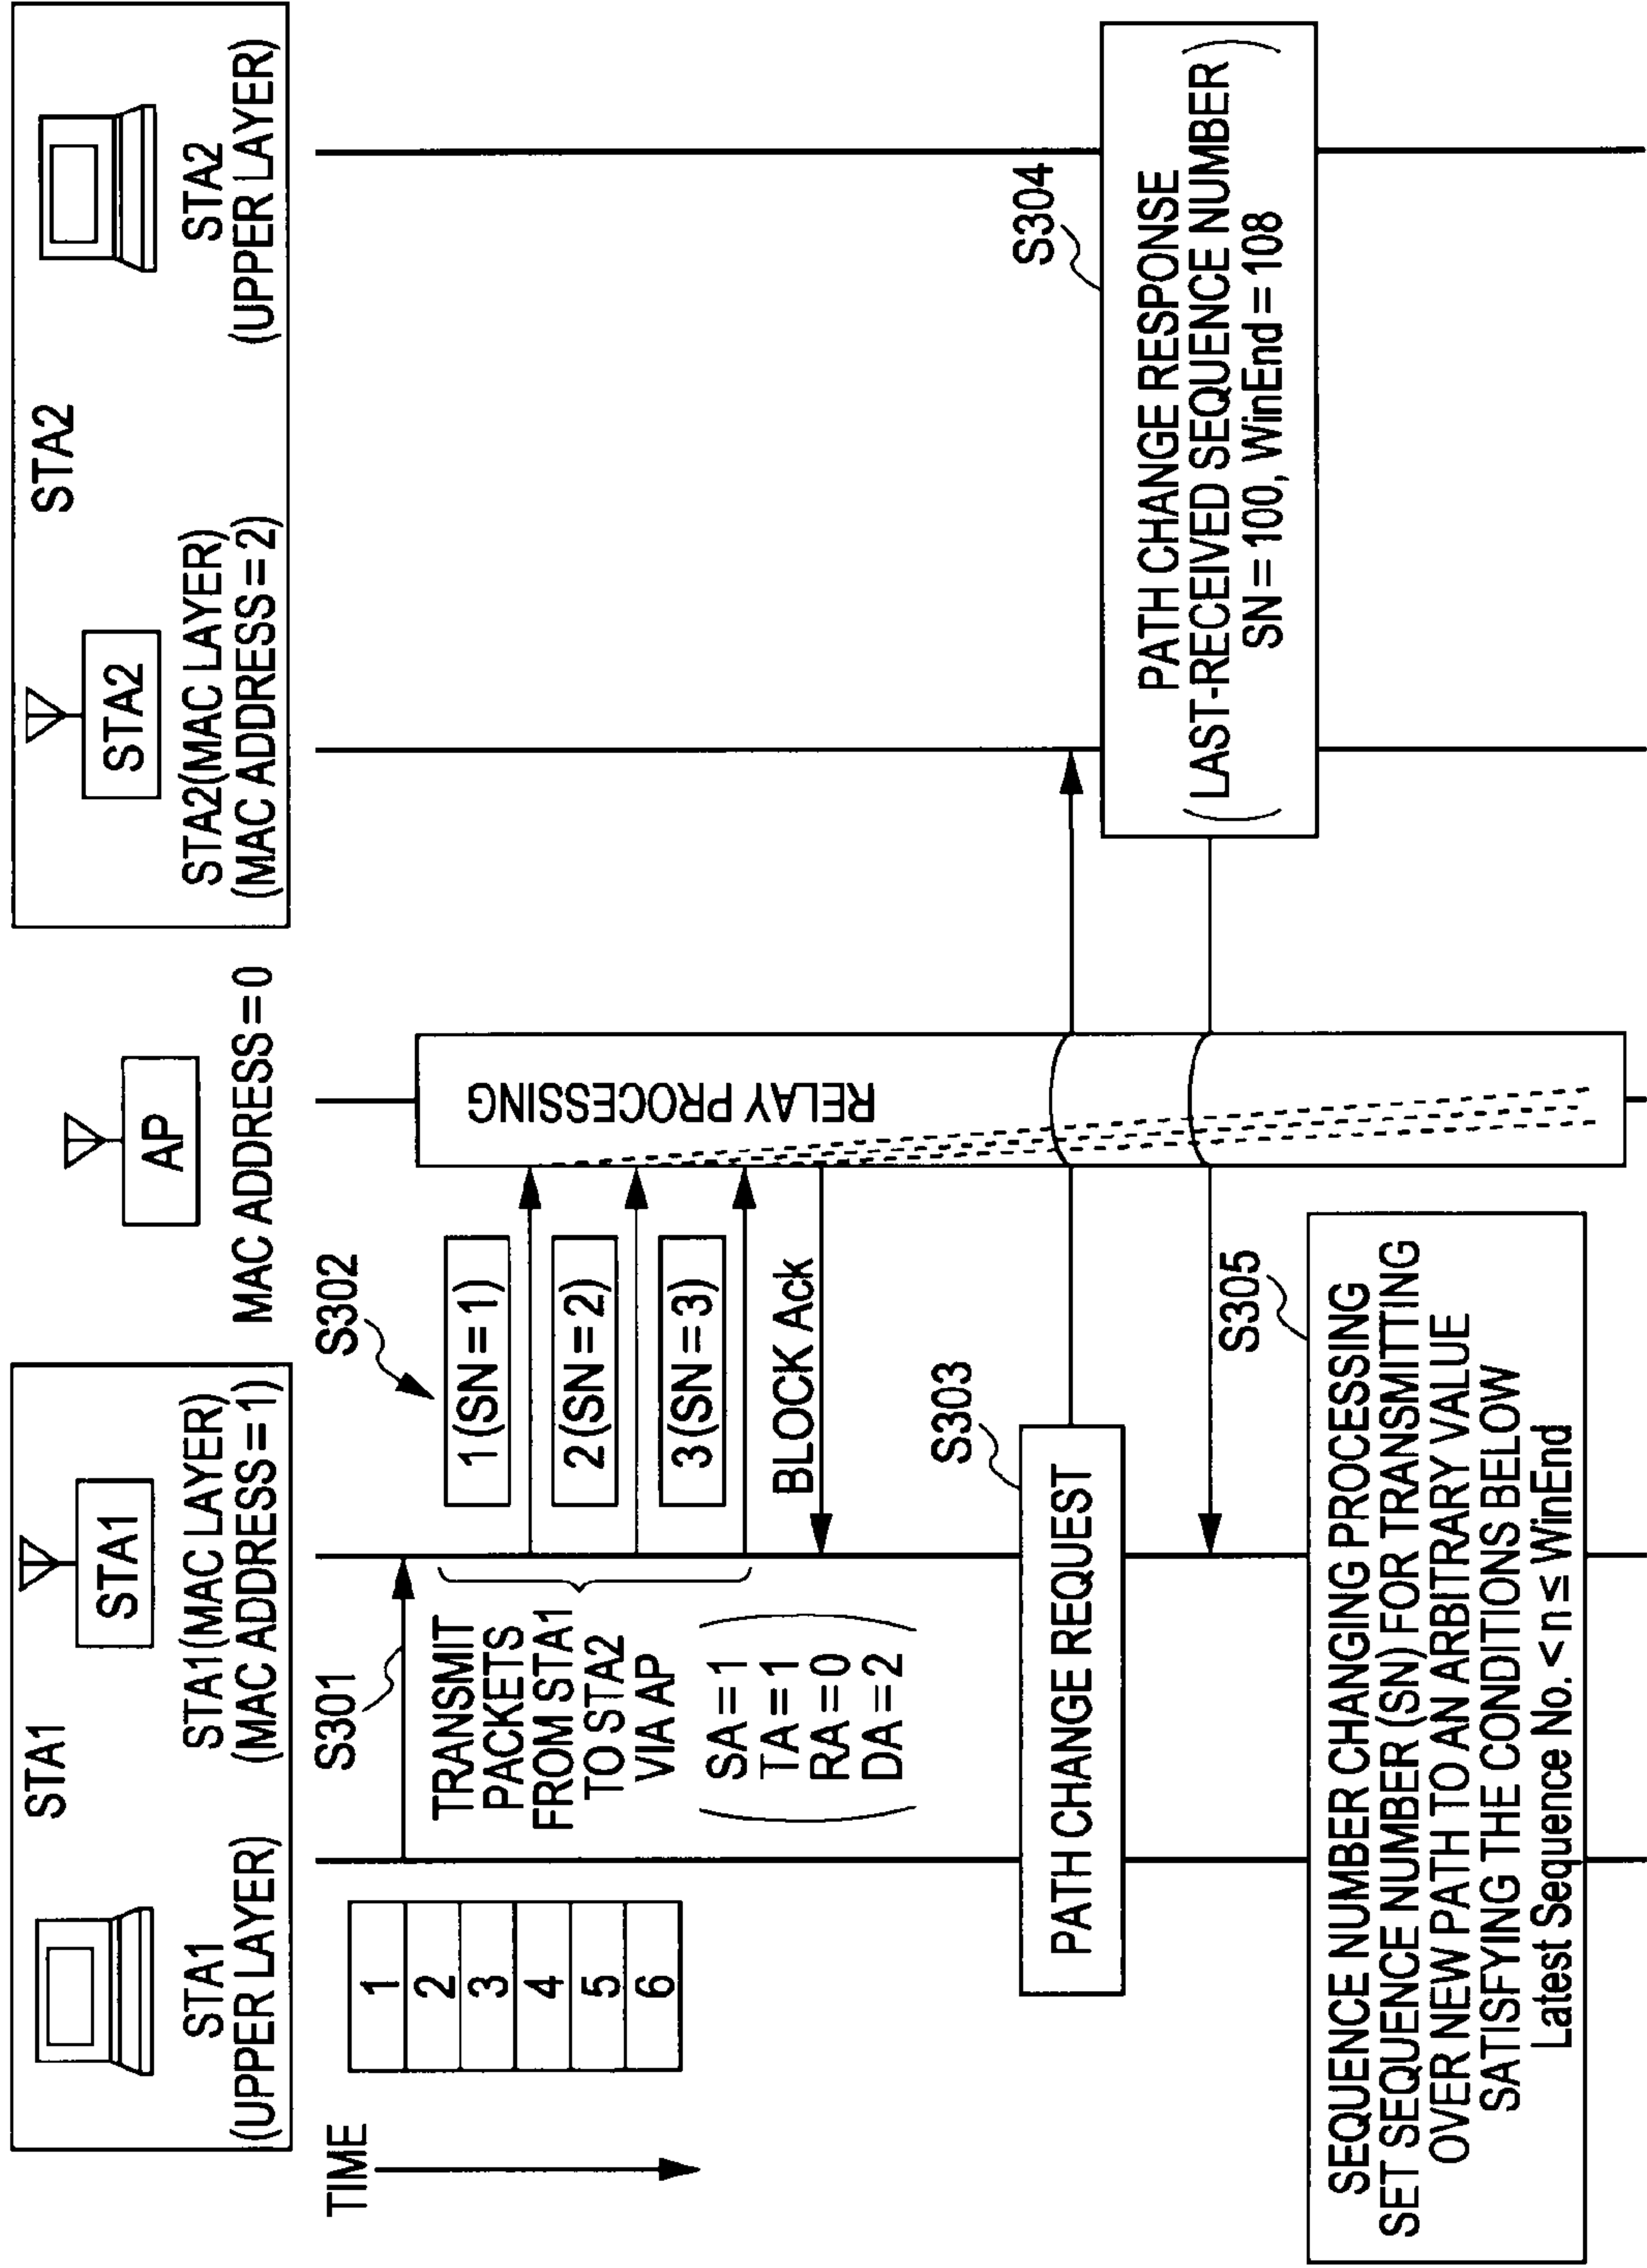 STA1
STA1
STA1
(UPPER LAYER)
STA1(MAC LAYER)
(MAC ADDRESS=1)
AP
MAC ADDRESS=0
STA2
STA2
STA2(MAC LAYER)
(MAC ADDRESS=2)
STA2
(UPPER LAYER)
TIME
1
2
3
4
5
6
S301
TRANSMIT
PACKETS
FROM STA1
TO STA2
VIA AP
SA=1
TA=1
RA=0
DA=2
S302
1(SN=1)
2(SN=2)
3(SN=3)
BLOCK Ack
RELAY PROCESSING
S303
PATH CHANGE REQUEST
S304
PATH CHANGE RESPONSE
(LAST-RECEIVED SEQUENCE NUMBER
SN=100, WinEnd=108)
S305
SEQUENCE NUMBER CHANGING PROCESSING
SET SEQUENCE NUMBER (SN) FOR TRANSMITTING
OVER NEW PATH TO AN ARBITRARY VALUE
SATISFYING THE CONDITIONS BELOW
Latest Sequence No. < n ≤ WinEnd